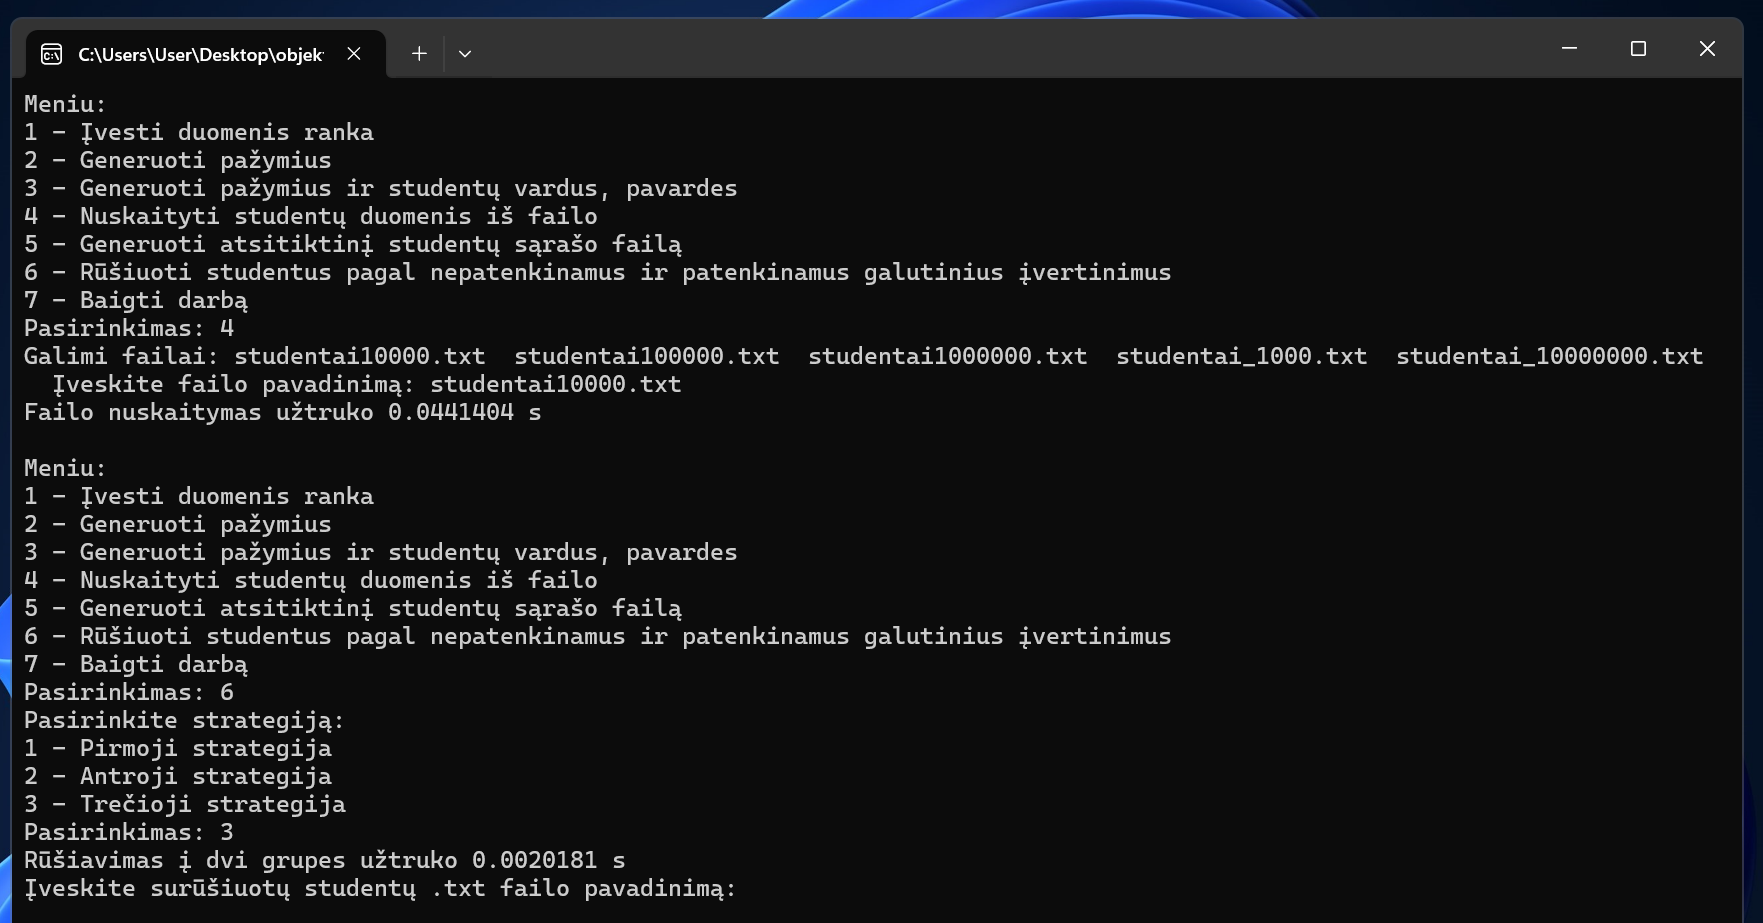 C:\Users\User\Desktop\objek
Meniu:
1 - Įvesti duomenis ranka
2 - Generuoti pažymius
3 - Generuoti pažymius ir studentų vardus, pavardes
4 - Nuskaityti studentų duomenis iš failo
5 - Generuoti atsitiktinį studentų sąrašo failą
6 - Rūšiuoti studentus pagal nepatenkinamus ir patenkinamus galutinius įvertinimus
7 - Baigti darbą
Pasirinkimas: 4
Galimi failai: studentai10000.txt  studentai100000.txt  studentai1000000.txt  studentai_1000.txt  studentai_10000000.txt
  Įveskite failo pavadinimą: studentai10000.txt
Failo nuskaitymas užtruko 0.0441404 s
Meniu:
1 - Įvesti duomenis ranka
2 - Generuoti pažymius
3 - Generuoti pažymius ir studentų vardus, pavardes
4 - Nuskaityti studentų duomenis iš failo
5 - Generuoti atsitiktinį studentų sąrašo failą
6 - Rūšiuoti studentus pagal nepatenkinamus ir patenkinamus galutinius įvertinimus
7 - Baigti darbą
Pasirinkimas: 6
Pasirinkite strategiją:
1 - Pirmoji strategija
2 - Antroji strategija
3 - Trečioji strategija
Pasirinkimas: 3
Rūšiavimas į dvi grupes užtruko 0.0020181 s
Įveskite surūšiuotų studentų .txt failo pavadinimą: